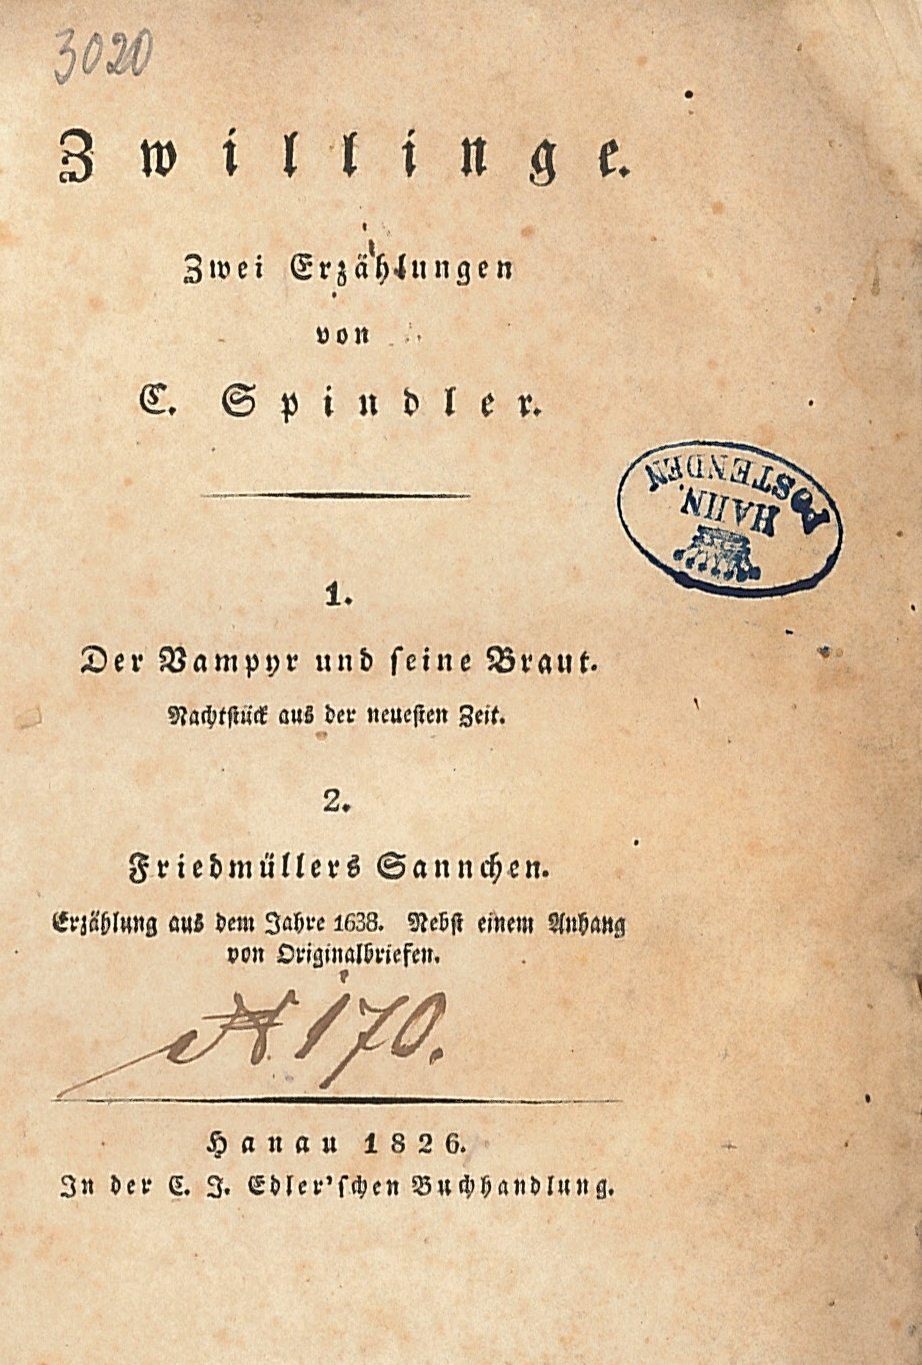 3020
Zwillinge.
Zwei Erzählungen
von
C. Spindler.
POSTENDEN
HAHN.
1.
Der Vampyr und seine Braut.
Nachtstück aus der neuesten Zeit.
2.
Friedmüllers Sannchen.
Erzählung aus dem Jahre 1638. Nebst einem Anhang
von Originalbriefen.
N 170.
Hanau 1826.
In der C. J. Edler'schen Buchhandlung.